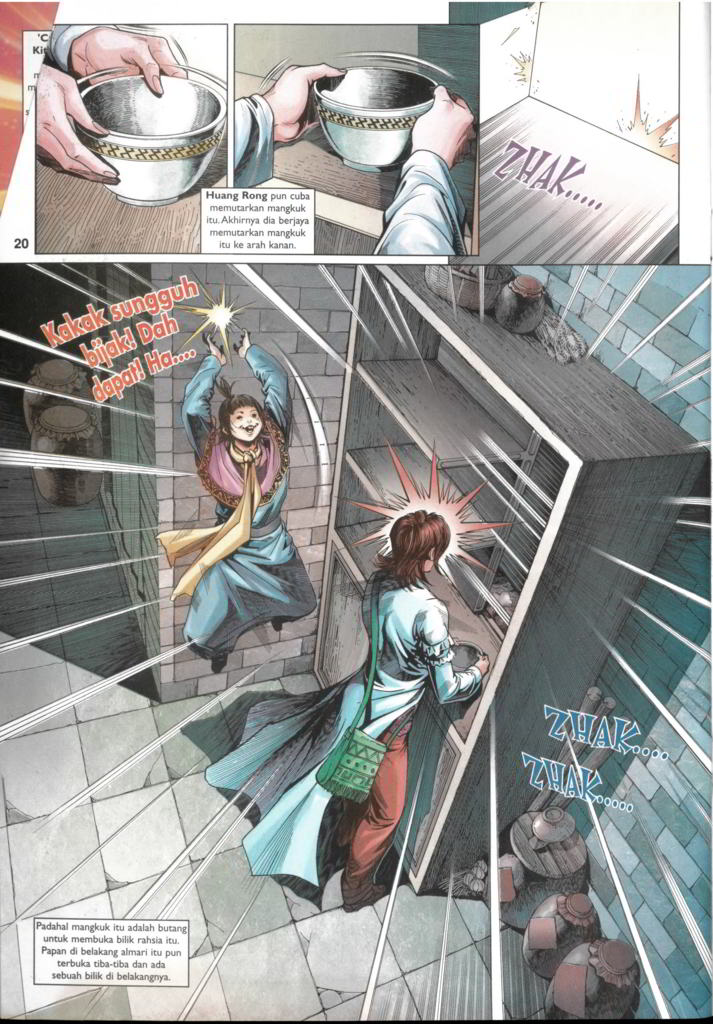 'C
Kit
Huang Rong pun cuba
memutarkan mangkuk
itu. Akhirnya dia berjaya
memutarkan mangkuk
itu ke arah kanan.
ZHAK.....
20
Kakak sungguh
bijak! Dah
dapat! Ha....
ZHAK....
ZHAK.....
Padahal mangkuk itu adalah butang
untuk membuka bilik rahsia itu.
Papan di belakang almari itu pun
terbuka tiba-tiba dan ada
sebuah bilik di belakangnya.